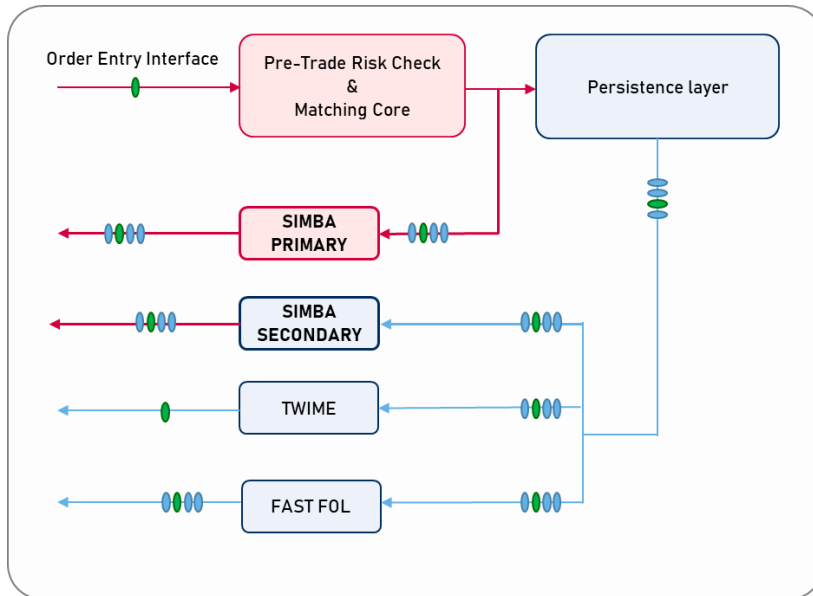 Order Entry Interface
Pre-Trade Risk Check
&
Matching Core
Persistence layer
SIMBA
PRIMARY
SIMBA
SECONDARY
TWIME
FAST FOL